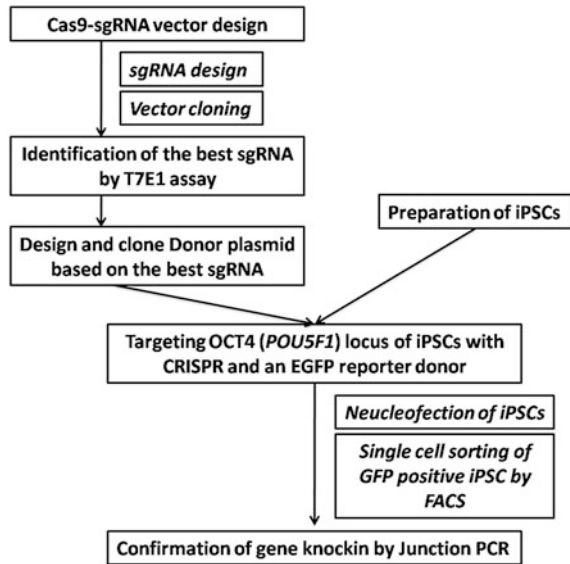 Cas9-sgRNA vector design
sgRNA design
Vector cloning
Identification of the best sgRNA
by T7E1 assay
Preparation of iPSCs
Design and clone Donor plasmid
based on the best sgRNA
Targeting OCT4 (POU5F1) locus of iPSCs with
CRISPR and an EGFP reporter donor
Neucleofection of iPSCs
Single cell sorting of
GFP positive iPSC by
FACS
Confirmation of gene knockin by Junction PCR